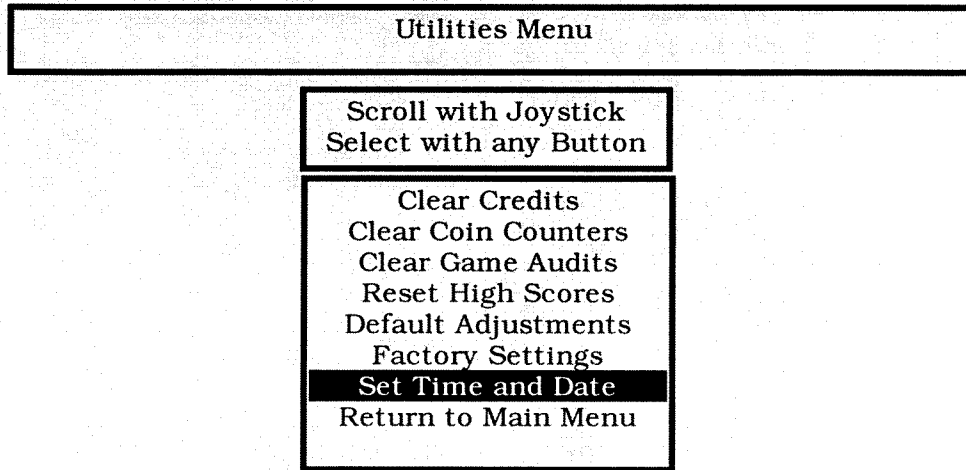 Utilities Menu
Scroll with Joystick
Select with any Button
Clear Credits
Clear Coin Counters
Clear Game Audits
Reset High Scores
Default Adjustments
Factory Settings
Set Time and Date
Return to Main Menu